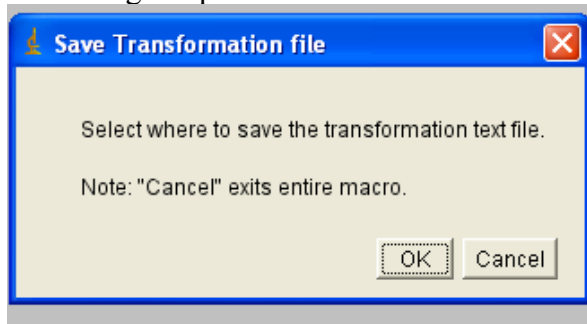 Save Transformation file
Select where to save the transformation text file.
Note: "Cancel" exits entire macro.
OK Cancel